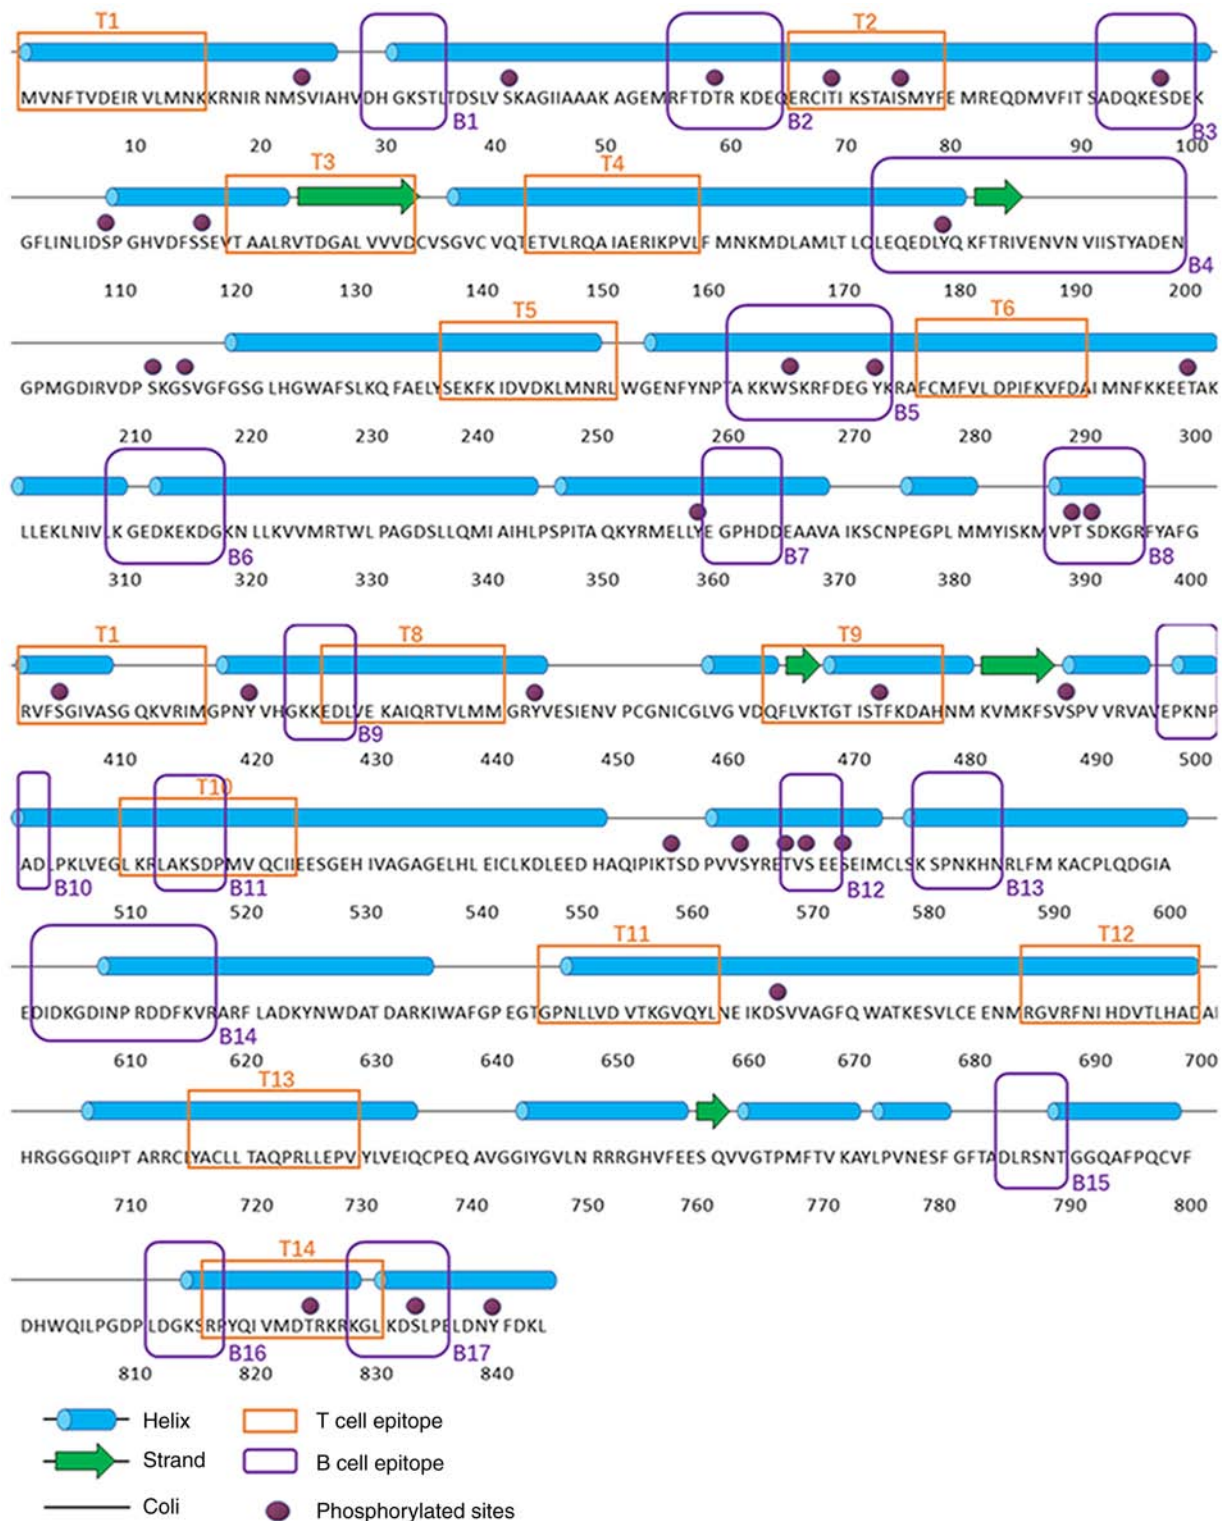 T1 T2
MVNFTVDEIR VLMNKKRNIR NMSVIAHVDH GKSTLTDSLV SKAGIIAAAK AGEMRFTDTR KDEQERCITI KSTAISMYFE MREQDMVFIT SADQKESDEK
B1 B2 B3
10 20 30 40 50 60 70 80 90 100
T3 T4
GFLINLIDSP GHVDFSSEVT AALRVTDGAL VVVDCVSGVC VQTETVLRQA IAERIKPVLF MNKMDLAMLT LQLEQEDLYQ KFTRIVENVN VIISTYADEN
B4
110 120 130 140 150 160 170 180 190 200
T5 T6
GPMGDIRVDP SKGSVGFGSG LHGWAFSLKQ FAELYSEKFK IDVDKLMNRL WGENFYNPTA KKWSKRFDEG YKRAFCMFVL DPIFKVFDAI MNFKKEETAK
B5
210 220 230 240 250 260 270 280 290 300
LLEKLNIVLK GEDKEKDGKN LLKVVMRTWL PAGDSLLQMI AIHLPSPITA QKYRMELLYE GPHDDEAAVA IKSCNPEGPL MMYISKMVPT SDKGRFYAFG
B6 B7 B8
310 320 330 340 350 360 370 380 390 400
T1 T8 T9
RVFSGIVASG QKVRIMGPNY VHGKKEDLVE KAIQRTVLMM GRYVESIENV PCGNICGLVG VDQFLVKTGT ISTFKDAHNM KVMKFSVSPV VRVAVEPKNP
B9
410 420 430 440 450 460 470 480 490 500
T10
ADLPKLVEGL KRLAKSDPMV QCIIEESGEH IVAGAGELHL EICLKDLEED HAQIPIKTSD PVVSYRETVS EESEIMCLSK SPNKHNRLFM KACPLQDGIA
B10 B11 B12 B13
510 520 530 540 550 560 570 580 590 600
T11 T12
EDIDKGDINP RDDFKVRARF LADKYNWDAT DARKIWAFGP EGTGPNLLVD VTKGVQYLNE IKDSVVAGFQ WATKESVLCE ENMRGVRFNI HDVTLHADAI
B14
610 620 630 640 650 660 670 680 690 700
T13
HRGGGQIIPT ARRCLYACLL TAQPRLLEPV YLVEIQCPEQ AVGGIYGVLN RRRGHVFEES QVVGTPMFTV KAYLPVNESF GFTADLRSNT GGQAFPQCVF
B15
710 720 730 740 750 760 770 780 790 800
T14
DHWQILPGDP LDGKSRPYQI VMDTRKRKGL KDSLPELDNY FDKL
B16 B17
810 820 830 840
Helix T cell epitope
Strand B cell epitope
Coli Phosphorylated sites